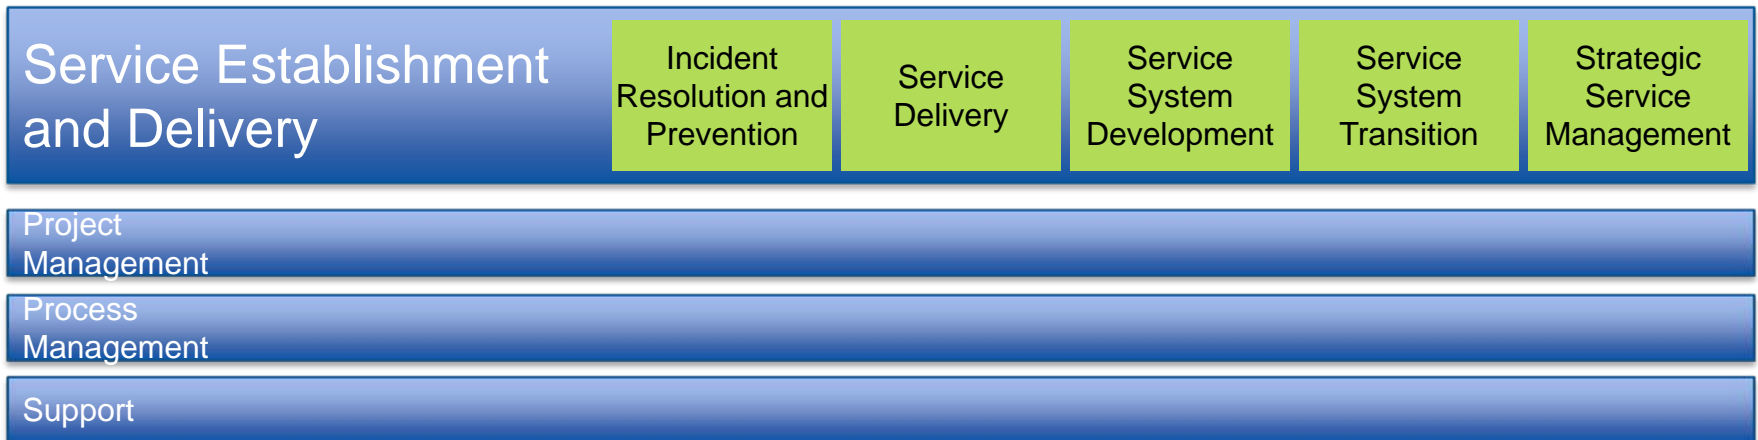 Service Establishment
and Delivery
Incident
Resolution and
Prevention
Service
Delivery
Service
System
Development
Service
System
Transition
Strategic
Service
Management
Project
Management
Process
Management
Support